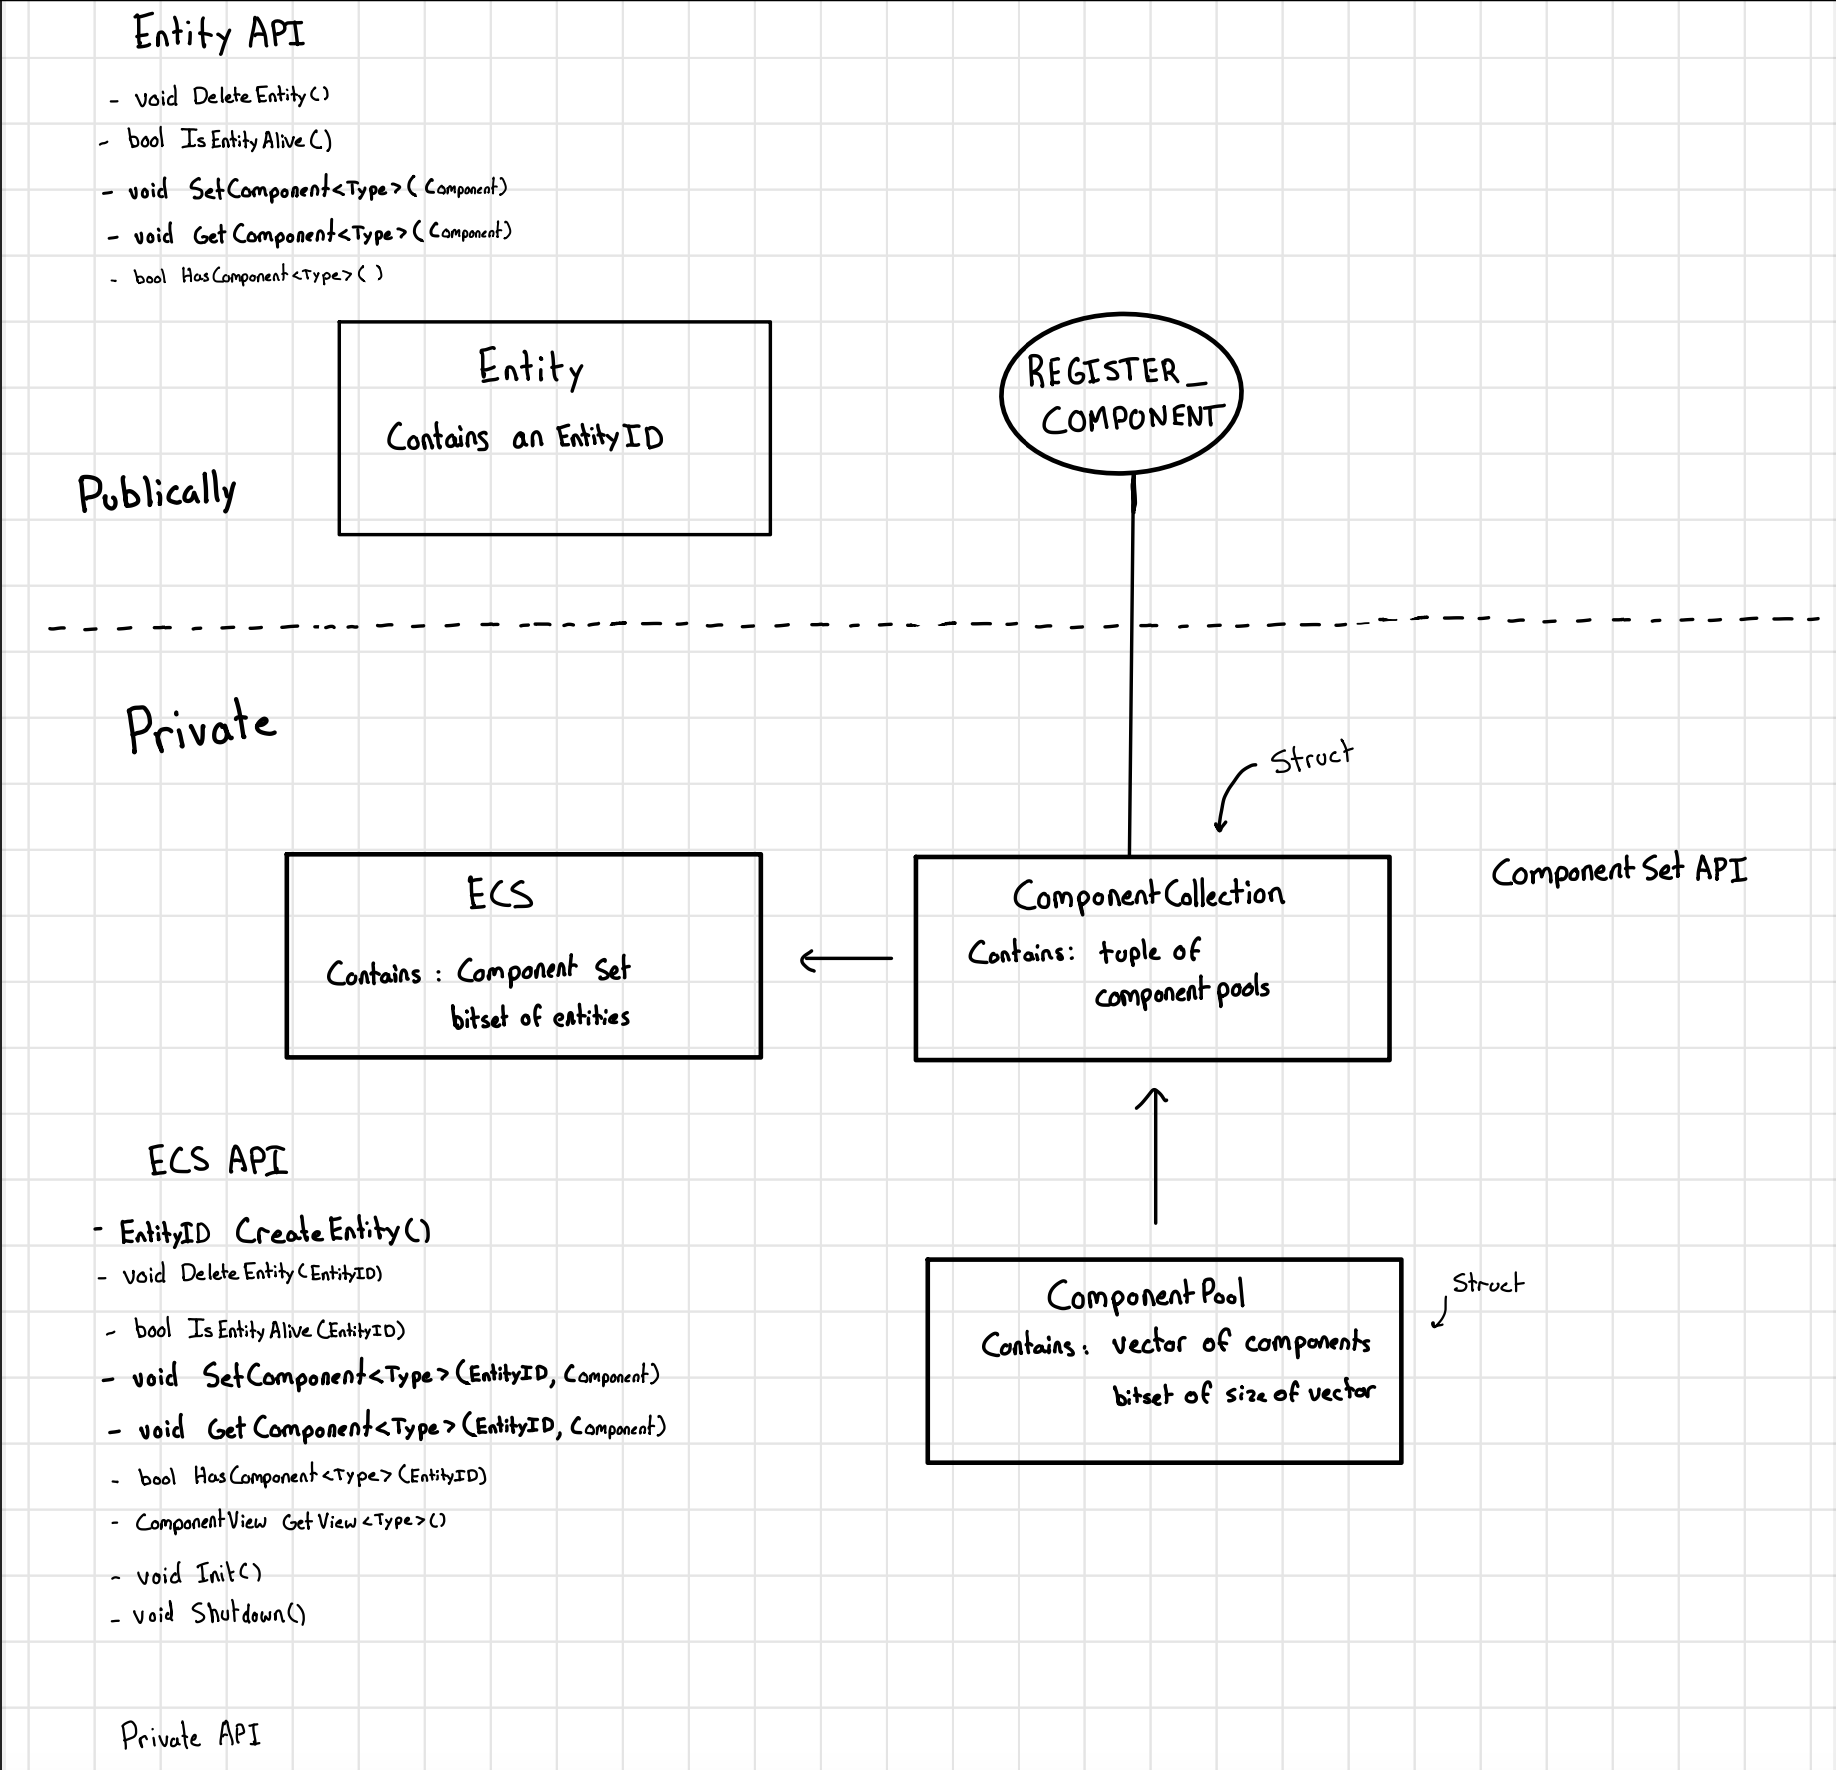 Entity API
- void DeleteEntity()
- bool IsEntityAlive()
- void SetComponent<Type>(Component)
- void GetComponent<Type>(Component)
- bool HasComponent<Type>( )
Entity
Contains an EntityID
REGISTER_
COMPONENT
Publically
Private
Struct
ECS
Contains : Component Set
bitset of entities
ComponentCollection
Contains: tuple of
component pools
Component Set API
ECS API
- EntityID CreateEntity()
- void DeleteEntity(EntityID)
- bool IsEntityAlive(EntityID)
- void SetComponent<Type>(EntityID, Component)
- void GetComponent<Type>(EntityID, Component)
- bool HasComponent<Type>(EntityID)
- ComponentView GetView<Type>()
- void Init()
- void Shutdown()
ComponentPool
Contains: vector of components
bitset of size of vector
Struct
Private API